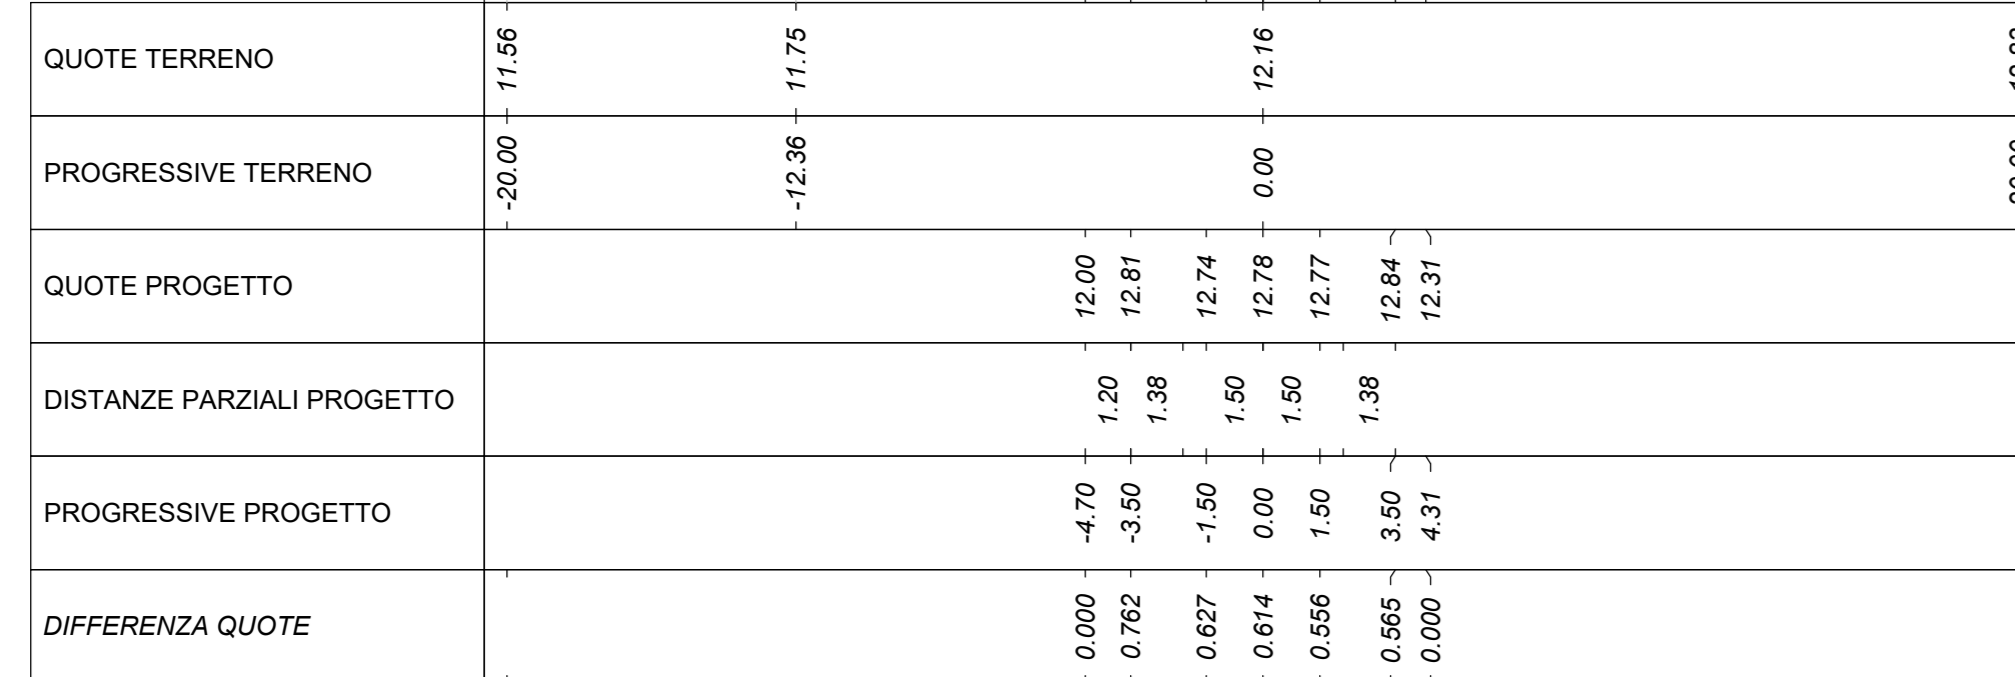 QUOTE TERRENO 11.56 11.75 12.16
PROGRESSIVE TERRENO -20.00 -12.36 0.00
QUOTE PROGETTO 12.00 12.81 12.74 12.78 12.77 12.84 12.31
DISTANZE PARZIALI PROGETTO 1.20 1.38 1.50 1.50 1.38
PROGRESSIVE PROGETTO -4.70 -3.50 -1.50 0.00 1.50 3.50 4.31
DIFFERENZA QUOTE 0.000 0.762 0.627 0.614 0.556 0.565 0.000